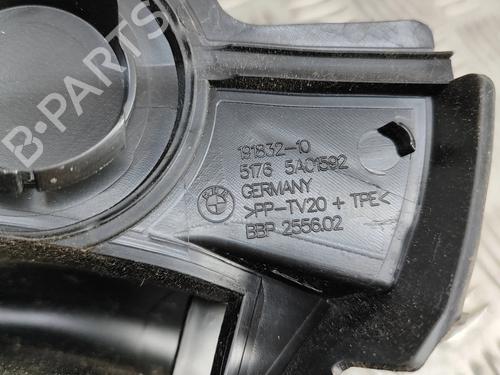 B-PARTS
191832-10
5176 5A01592
GERMANY
>PP-TV20 + TPE<
BBP 2556.02